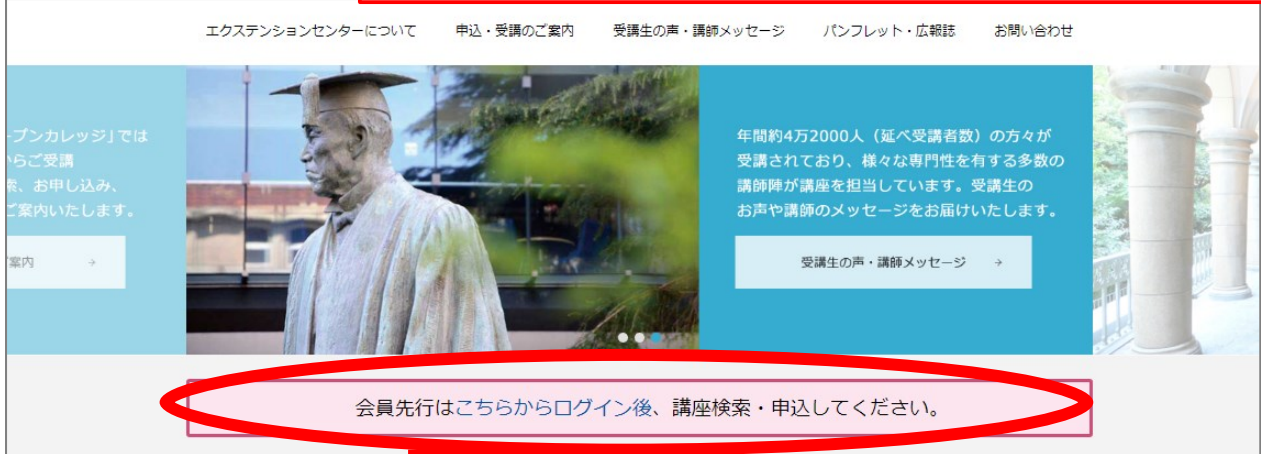 エクステンションセンターについて 申込・受講のご案内 受講生の声・講師メッセージ パンフレット・広報誌 お問い合わせ
プンカレッジ」では
らご受講
、お申し込み、
ご案内いたします。
案内 →
年間約4万2000人（延べ受講者数）の方々が
受講されており、様々な専門性を有する多数の
講師陣が講座を担当しています。受講生の
お声や講師のメッセージをお届けいたします。
受講生の声・講師メッセージ →
会員先行はこちらからログイン後、講座検索・申込してください。